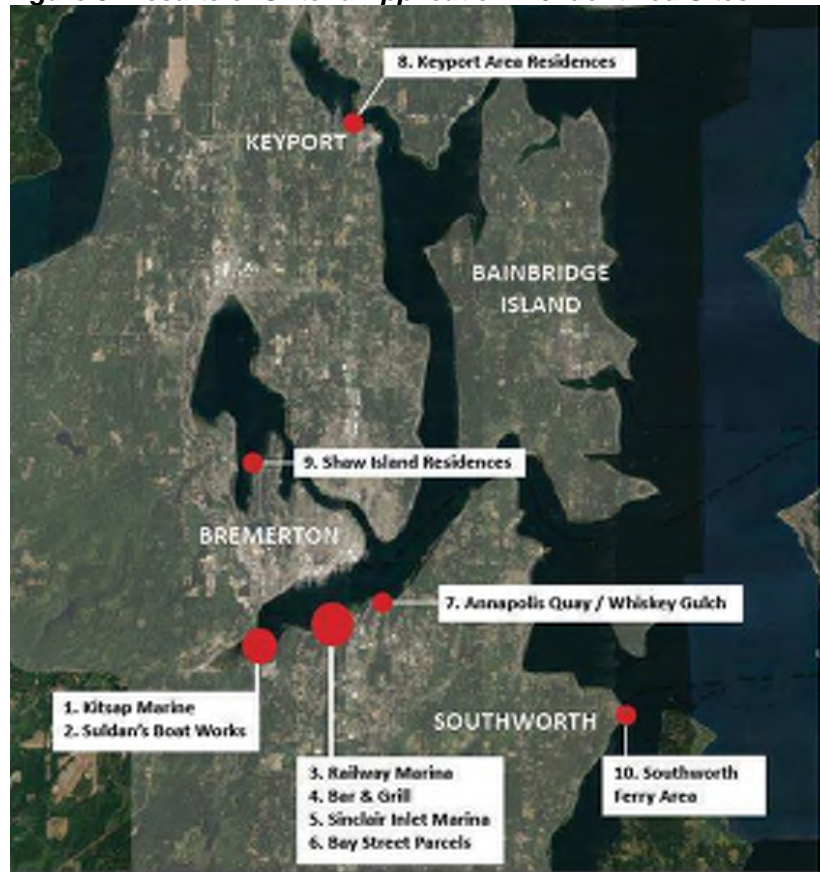 8. Keyport Area Residences
KEYPORT
BAINBRIDGE
ISLAND
9. Shaw Island Residences
BREMERTON
7. Annapolis Quay / Whiskey Gulch
1. Kitsap Marine
2. Suldan's Boat Works
SOUTHWORTH
3. Railway Marina
4. Bar & Grill
5. Sinclair Inlet Marina
6. Bay Street Parcels
10. Southworth
Ferry Area